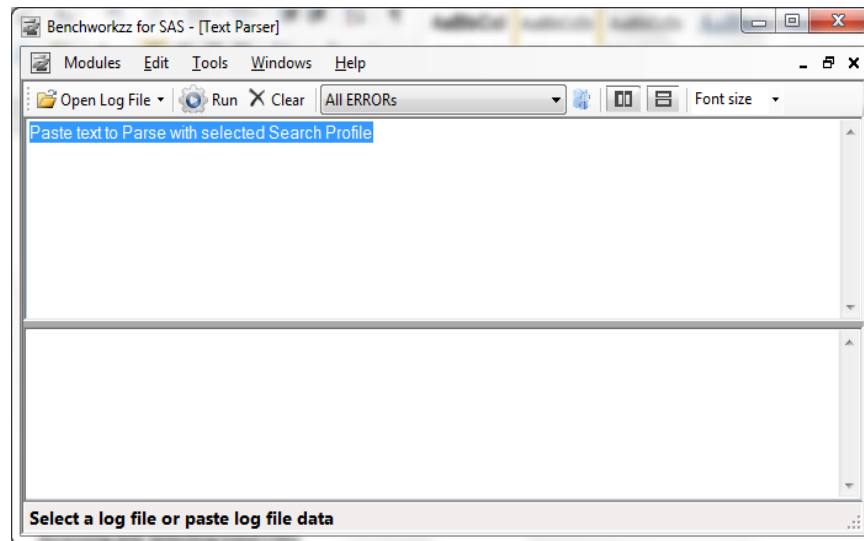 Benchworkzz for SAS - [Text Parser]
Modules Edit Tools Windows Help
Open Log File Run Clear All ERRORs Font size
Paste text to Parse with selected Search Profile
Select a log file or paste log file data